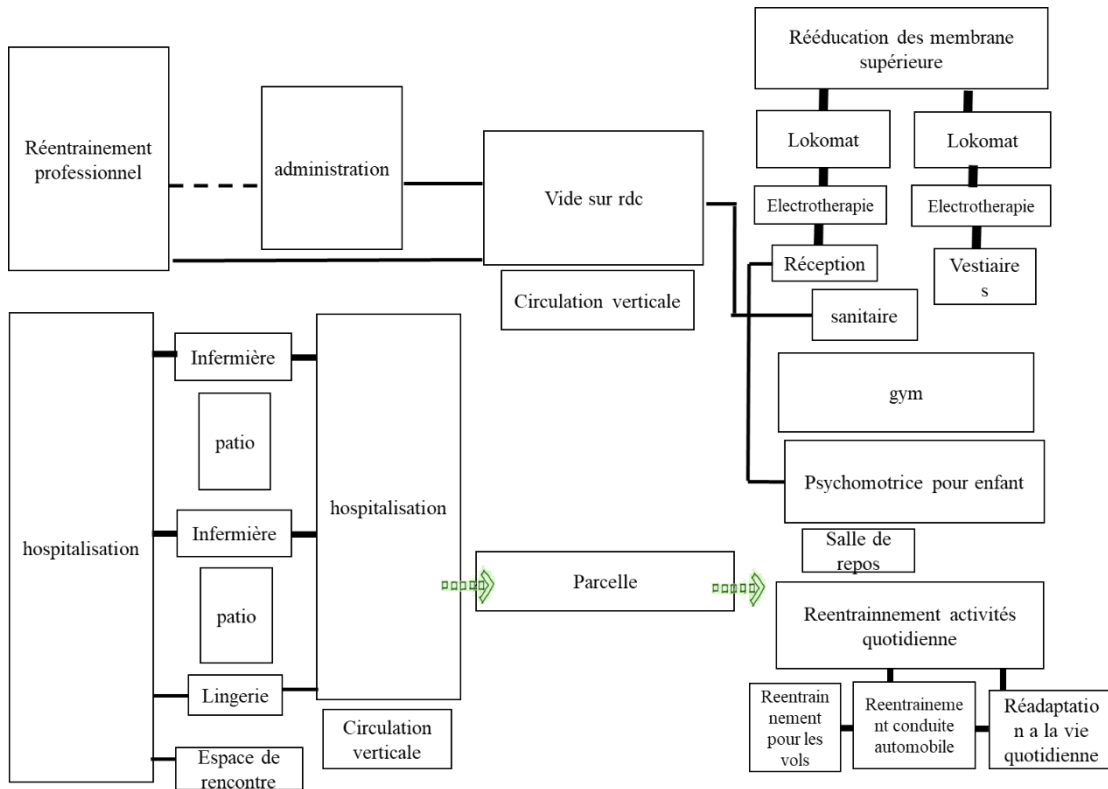 Rééducation des membrane
supérieure
Réentrainement
professionnel
administration
Vide sur rdc
Lokomat
Lokomat
Electrotherapie
Electrotherapie
Réception
Vestiaire
s
Circulation verticale
sanitaire
gym
Psychomotrice pour enfant
Salle de
repos
hospitalisation
Infermière
patio
Infermière
patio
Lingerie
Espace de
rencontre
hospitalisation
Circulation
verticale
Parcelle
Reentrainnement activités
quotidienne
Reentrain
nement
pour les
vols
Reentraineme
nt conduite
automobile
Réadaptatio
n a la vie
quotidienne